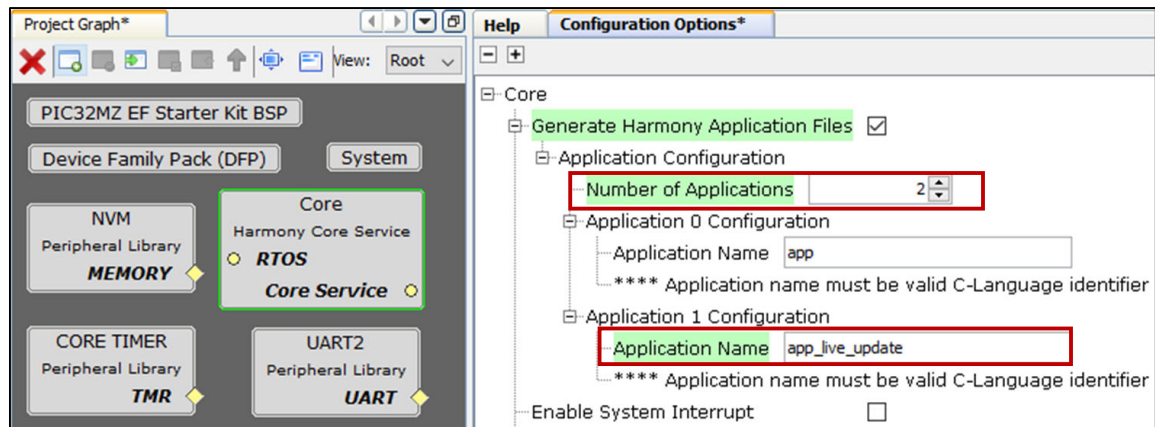 Project Graph*
View: Root
PIC32MZ EF Starter Kit BSP
Device Family Pack (DFP)
System
NVM
Peripheral Library
MEMORY
Core
Harmony Core Service
RTOS
Core Service
CORE TIMER
Peripheral Library
TMR
UART2
Peripheral Library
UART
Help
Configuration Options*
Core
Generate Harmony Application Files
Application Configuration
Number of Applications 2
Application 0 Configuration
Application Name app
**** Application name must be valid C-Language identifier
Application 1 Configuration
Application Name app_live_update
**** Application name must be valid C-Language identifier
Enable System Interrupt